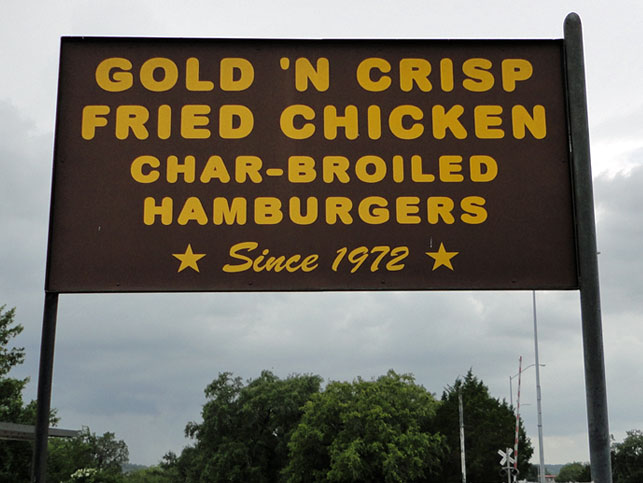 GOLD 'N CRISP
FRIED CHICKEN
CHAR-BROILED
HAMBURGERS
Since 1972